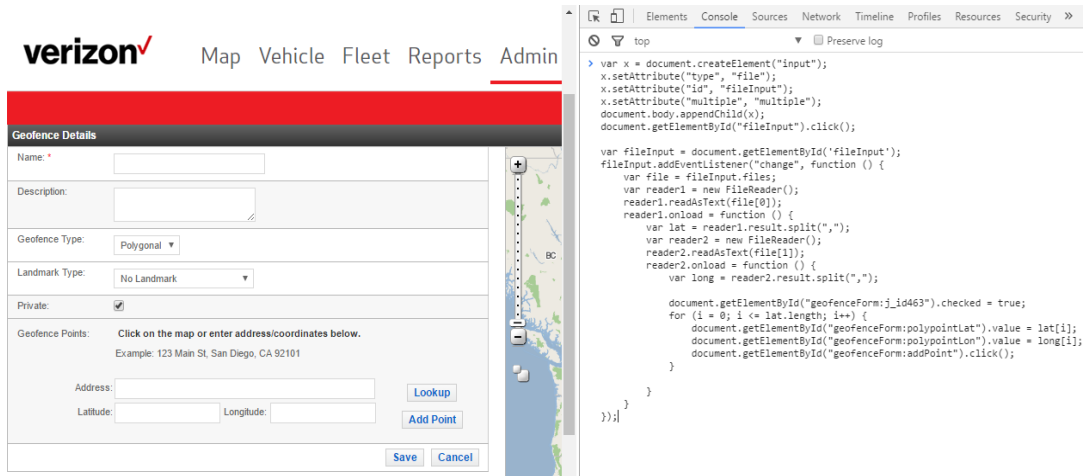 verizon
Map Vehicle Fleet Reports Admin
Geofence Details
Name: *
Description:
Geofence Type: Polygonal
Landmark Type: No Landmark
Private:
Geofence Points: Click on the map or enter address/coordinates below.
Example: 123 Main St, San Diego, CA 92101
Address:
Lookup
Latitude: Longitude:
Add Point
Save Cancel
BC
Elements Console Sources Network Timeline Profiles Resources Security »
top Preserve log
> var x = document.createElement("input");
x.setAttribute("type", "file");
x.setAttribute("id", "fileInput");
x.setAttribute("multiple", "multiple");
document.body.appendChild(x);
document.getElementById("fileInput").click();
var fileInput = document.getElementById('fileInput');
fileInput.addEventListener("change", function () {
var file = fileInput.files;
var reader1 = new FileReader();
reader1.readAsText(file[0]);
reader1.onload = function () {
var lat = reader1.result.split(",");
var reader2 = new FileReader();
reader2.readAsText(file[1]);
reader2.onload = function () {
var long = reader2.result.split(",");
document.getElementById("geofenceForm:j_id463").checked = true;
for (i = 0; i <= lat.length; i++) {
document.getElementById("geofenceForm:polypointLat").value = lat[i];
document.getElementById("geofenceForm:polypointLon").value = long[i];
document.getElementById("geofenceForm:addPoint").click();
}
}
}
});